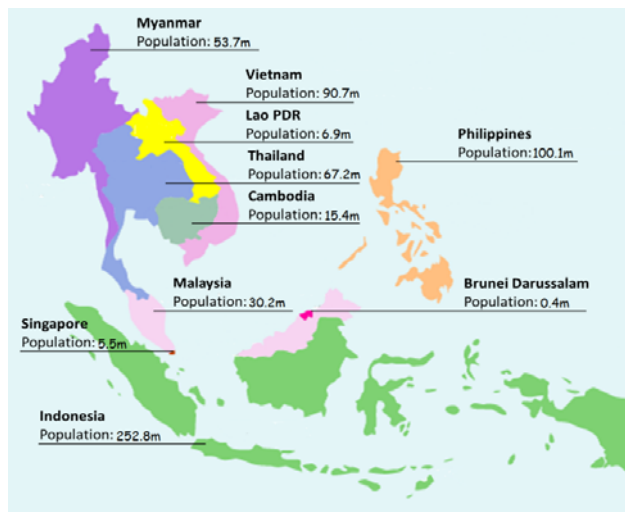 Myanmar
Population: 53.7m
Vietnam
Population: 90.7m
Lao PDR
Population: 6.9m
Thailand
Population: 67.2m
Cambodia
Population: 15.4m
Philippines
Population: 100.1m
Malaysia
Population: 30.2m
Brunei Darussalam
Population: 0.4m
Singapore
Population: 5.5m
Indonesia
Population: 252.8m